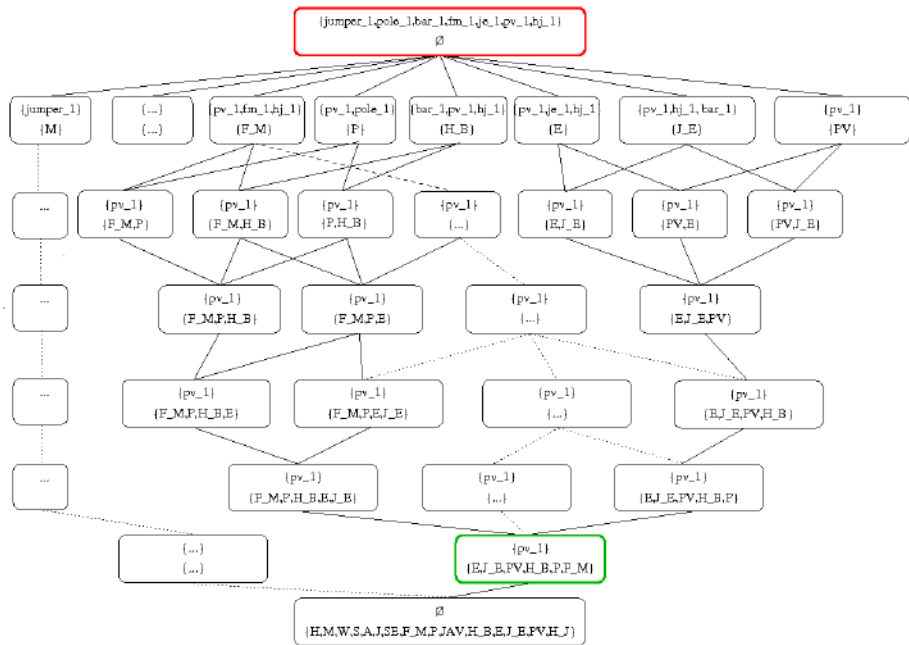 {jumper_1,pole_1,bar_1,fm_1,je_1,pv_1,hj_1}
Ø
{jumper_1}
{M}
{...}
{...}
{pv_1,fm_1,hj_1}
{F_M}
{pv_1,pole_1}
{P}
{bar_1,pv_1,hj_1}
{H_B}
{pv_1,je_1,hj_1}
{E}
{pv_1,hj_1,bar_1}
{J_E}
{pv_1}
{PV}
...
{pv_1}
{F_M,P}
{pv_1}
{F_M,H_B}
{pv_1}
{P,H_B}
{pv_1}
{...}
{pv_1}
{E,J_E}
{pv_1}
{PV,E}
{pv_1}
{PV,J_E}
...
{pv_1}
{F_M,P,H_B}
{pv_1}
{F_M,P,E}
{pv_1}
{...}
{pv_1}
{E,J_E,PV}
...
{pv_1}
{F_M,P,H_B,E}
{pv_1}
{F_M,P,E,J_E}
{pv_1}
{...}
{pv_1}
{E,J_E,PV,H_B}
...
{pv_1}
{F_M,P,H_B,E,J_E}
{pv_1}
{...}
{pv_1}
{E,J_E,PV,H_B,P}
{...}
{...}
{pv_1}
{E,J_E,PV,H_B,P,F_M}
Ø
{H,M,W,S,A,J,SE,F_M,P,JAV,H_B,E,J_E,PV,H_J}